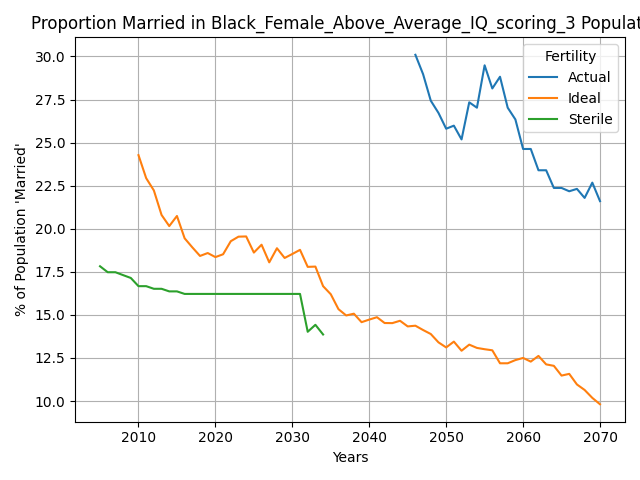 Proportion Married in Black_Female_Above_Average_IQ_scoring_3
% of Population 'Married'
30.0
27.5
25.0
22.5
20.0
17.5
15.0
12.5
10.0
Fertility
Actual
Ideal
Sterile
2010 2020 2030 2040 2050 2060 2070
Years